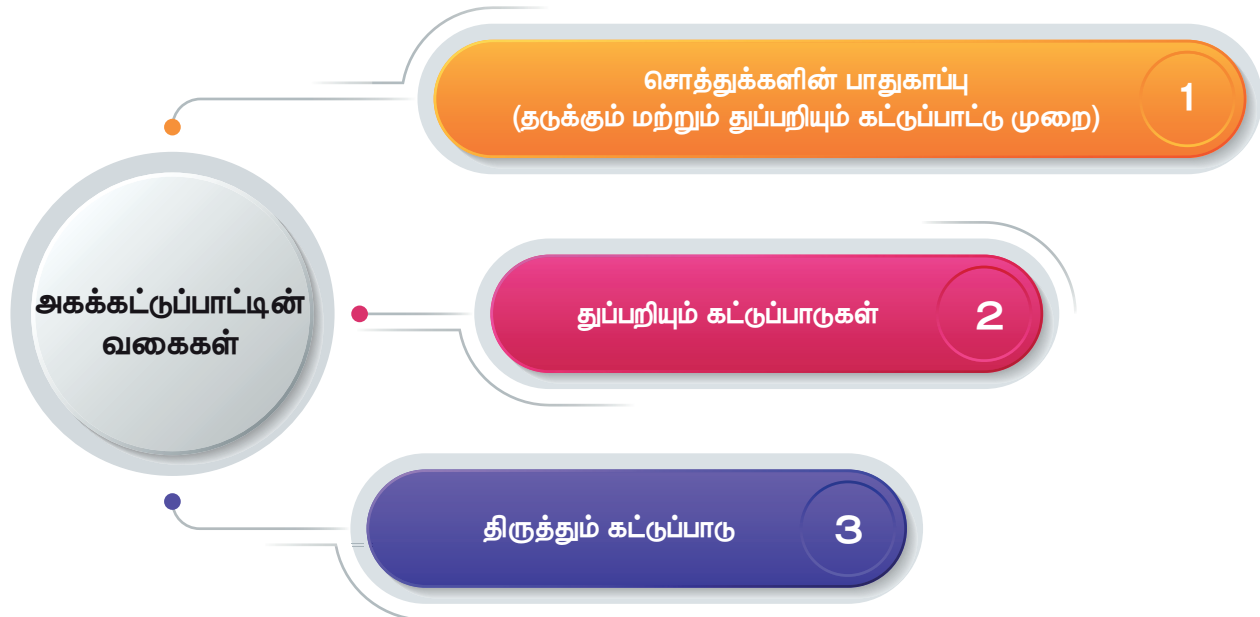 சொத்துக்களின் பாதுகாப்பு
(தடுக்கும் மற்றும் துப்பறியும் கட்டுப்பாட்டு முறை)
1
அகக்கட்டுப்பாட்டின்
வகைகள்
துப்பறியும் கட்டுப்பாடுகள்
2
திருத்தும் கட்டுப்பாடு
3